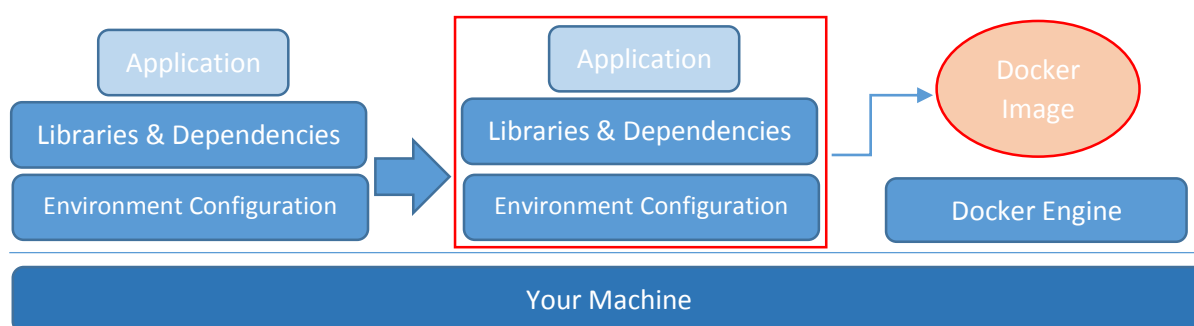 Application
Libraries & Dependencies
Environment Configuration
Application
Libraries & Dependencies
Environment Configuration
Docker
Image
Docker Engine
Your Machine